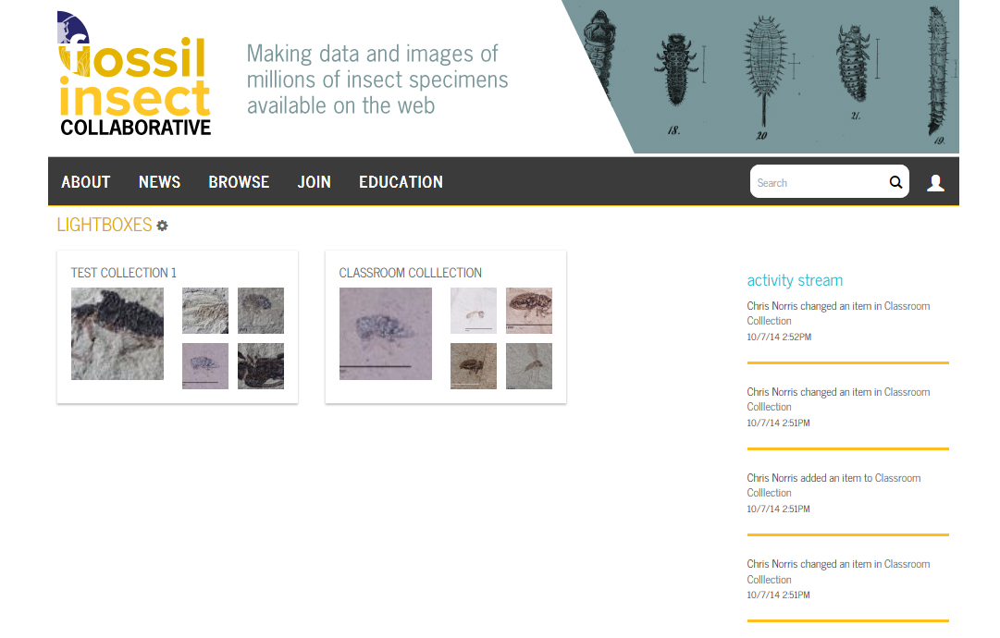 fossil
insect
COLLABORATIVE
Making data and images of
millions of insect specimens
available on the web
18.
20
21.
19.
ABOUT NEWS BROWSE JOIN EDUCATION Search
LIGHTBOXES
TEST COLLECTION 1
CLASSROOM COLLLECTION
activity stream
Chris Norris changed an item in Classroom
Colllection
10/7/14 2:52PM
Chris Norris changed an item in Classroom
Colllection
10/7/14 2:51PM
Chris Norris added an item to Classroom
Colllection
10/7/14 2:51PM
Chris Norris changed an item in Classroom
Colllection
10/7/14 2:51PM